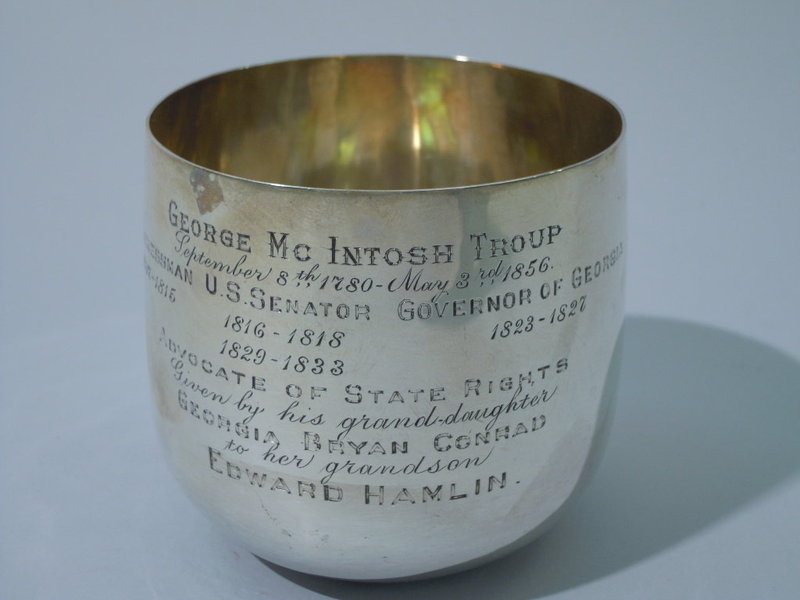 GEORGE MC INTOSH TROUP
September 8th 1780 - May 3rd 1856.
U.S. SENATOR GOVERNOR OF GEORGIA
-1815 1816 - 1818 1823 - 1827
1829 - 1833
ADVOCATE OF STATE RIGHTS
Given by his grand-daughter
GEORGIA BRYAN CONRAD
to her grandson
EDWARD HAMLIN.